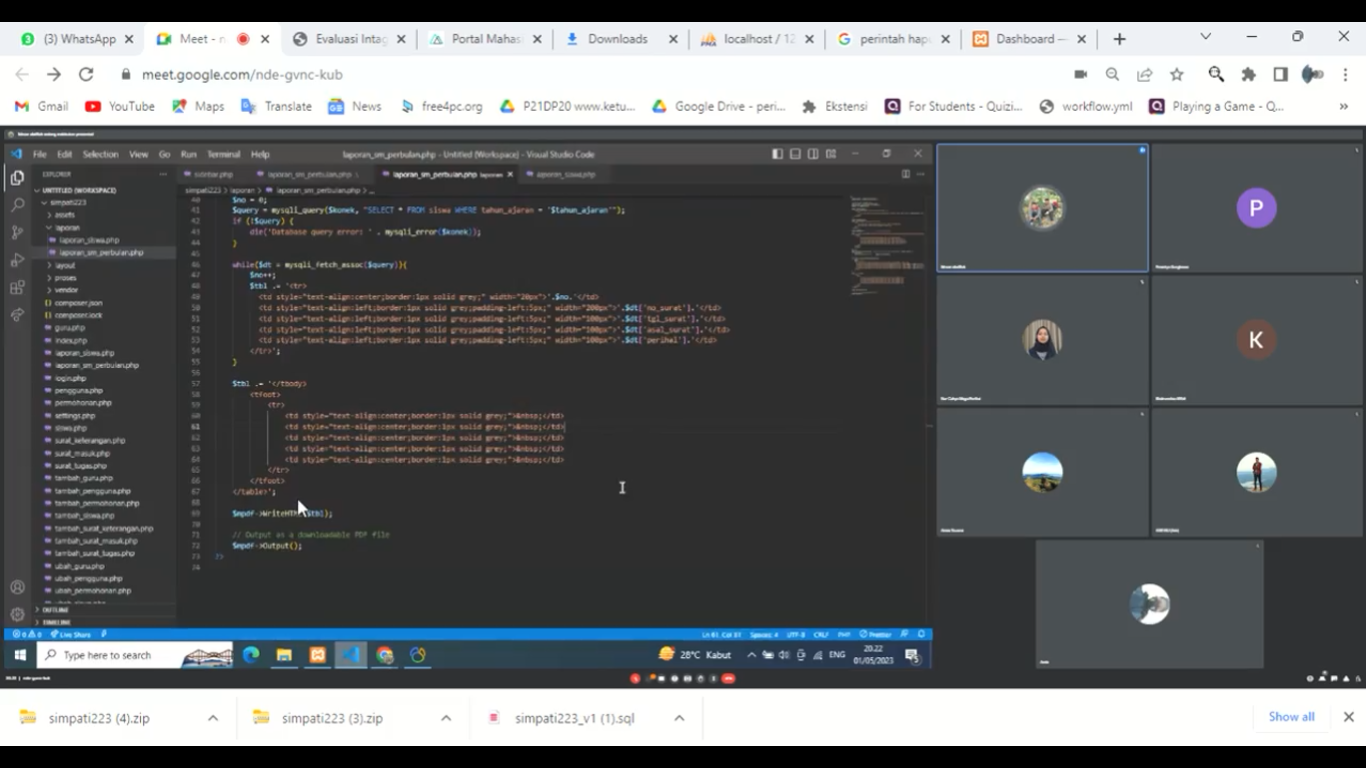 (3) WhatsApp
Meet - n
Evaluasi Intag
Portal Mahas
Downloads
localhost / 12
perintah hapu
Dashboard —
meet.google.com/nde-gvnc-kub
Gmail
YouTube
Maps
Translate
News
free4pc.org
P21DP20 www.ketu...
Google Drive - peri...
Ekstensi
For Students - Quizi...
workflow.yml
Playing a Game - Q...
»
File Edit Selection View Go Run Terminal Help
laporan_sm_perbulan.php - Untitled (Workspace) - Visual Studio Code
EXPLORER
sidebar.php
laporan_sm_perbulan.php
laporan_sm_perbulan.php laporan
laporan_siswa.php
UNTITLED (WORKSPACE)
simpati223 > laporan > laporan_sm_perbulan.php > ...
simpati223
assets
laporan
laporan_siswa.php
laporan_sm_perbulan.php
layout
proses
vendor
composer.json
composer.lock
guru.php
index.php
laporan_siswa.php
laporan_sm_perbulan.php
login.php
pengguna.php
permohonan.php
settings.php
siswa.php
surat_keterangan.php
surat_masuk.php
surat_tugas.php
tambah_guru.php
tambah_pengguna.php
tambah_permohonan.php
tambah_siswa.php
tambah_surat_keterangan.php
tambah_surat_masuk.php
tambah_surat_tugas.php
ubah_guru.php
ubah_pengguna.php
ubah_permohonan.php
OUTLINE
TIMELINE
40 $no = 0;
41 $query = mysqli_query($konek, "SELECT * FROM siswa WHERE tahun_ajaran = '$tahun_ajaran'");
42 if (!$query) {
43 die('Database query error: ' . mysqli_error($konek));
44 }
45
46 while($dt = mysqli_fetch_assoc($query)){
47 $no++;
48 $tbl .= '<tr>
49 <td style="text-align:center;border:1px solid grey;" width="20px">'.$no.'</td>
50 <td style="text-align:left;border:1px solid grey;padding-left:5px;" width="200px">'.$dt['no_surat'].'</td>
51 <td style="text-align:left;border:1px solid grey;padding-left:5px;" width="100px">'.$dt['tgl_surat'].'</td>
52 <td style="text-align:left;border:1px solid grey;padding-left:5px;" width="100px">'.$dt['asal_surat'].'</td>
53 <td style="text-align:left;border:1px solid grey;padding-left:5px;" width="100px">'.$dt['perihal'].'</td>
54 </tr>';
55 }
56
57 $tbl .= '</tbody>
58 <tfoot>
59 <tr>
60 <td style="text-align:center;border:1px solid grey;">&nbsp;</td>
61 <td style="text-align:center;border:1px solid grey;">&nbsp;</td>
62 <td style="text-align:center;border:1px solid grey;">&nbsp;</td>
63 <td style="text-align:center;border:1px solid grey;">&nbsp;</td>
64 <td style="text-align:center;border:1px solid grey;">&nbsp;</td>
65 </tr>
66 </tfoot>
67 </table>';
68
69 $mpdf->WriteHTML($tbl);
70
71 // Output as a downloadable PDF file
72 $mpdf->Output();
73 ?>
74
P
K
0 0 Live Share
Ln 61, Col 81 Spaces: 4 UTF-8 CRLF PHP Prettier
Type here to search
28°C Kabut
ENG
20.22
01/05/2023
simpati223 (4).zip
simpati223 (3).zip
simpati223_v1 (1).sql
Show all